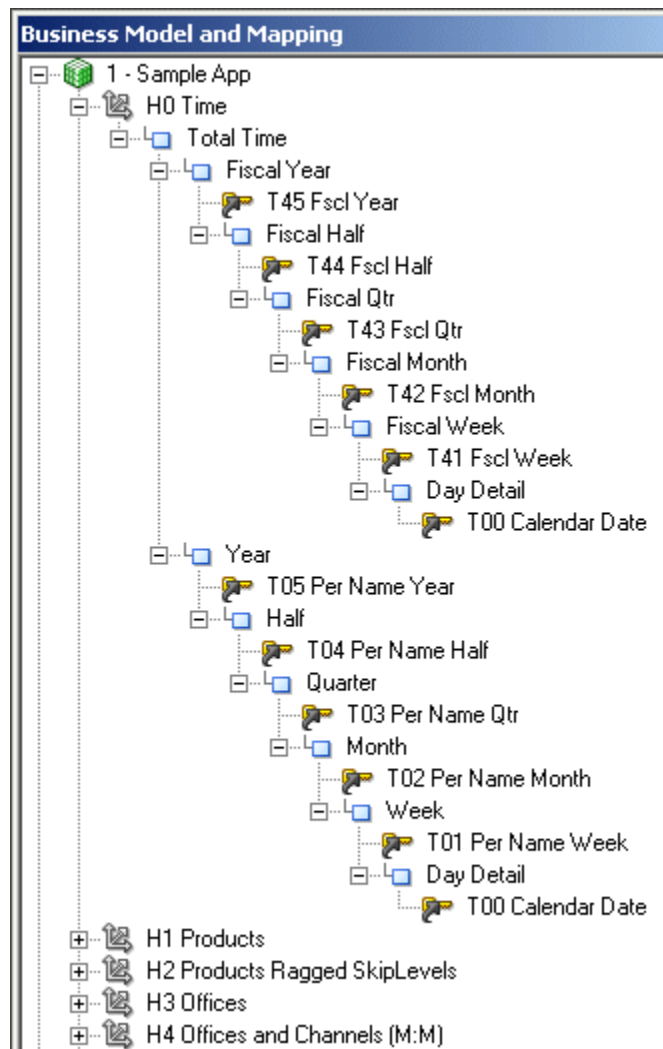 Business Model and Mapping
1 - Sample App
H0 Time
Total Time
Fiscal Year
T45 Fscl Year
Fiscal Half
T44 Fscl Half
Fiscal Qtr
T43 Fscl Qtr
Fiscal Month
T42 Fscl Month
Fiscal Week
T41 Fscl Week
Day Detail
T00 Calendar Date
Year
T05 Per Name Year
Half
T04 Per Name Half
Quarter
T03 Per Name Qtr
Month
T02 Per Name Month
Week
T01 Per Name Week
Day Detail
T00 Calendar Date
H1 Products
H2 Products Ragged SkipLevels
H3 Offices
H4 Offices and Channels (M:M)